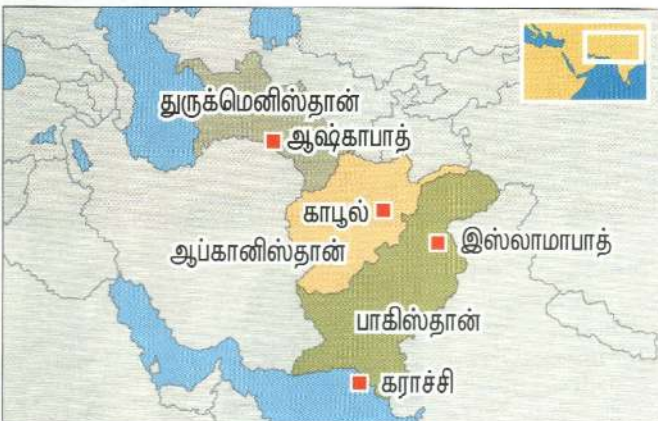 துருக்மெனிஸ்தான்
ஆஷ்காபாத்
காபூல்
ஆப்கானிஸ்தான்
இஸ்லாமாபாத்
பாகிஸ்தான்
கராச்சி